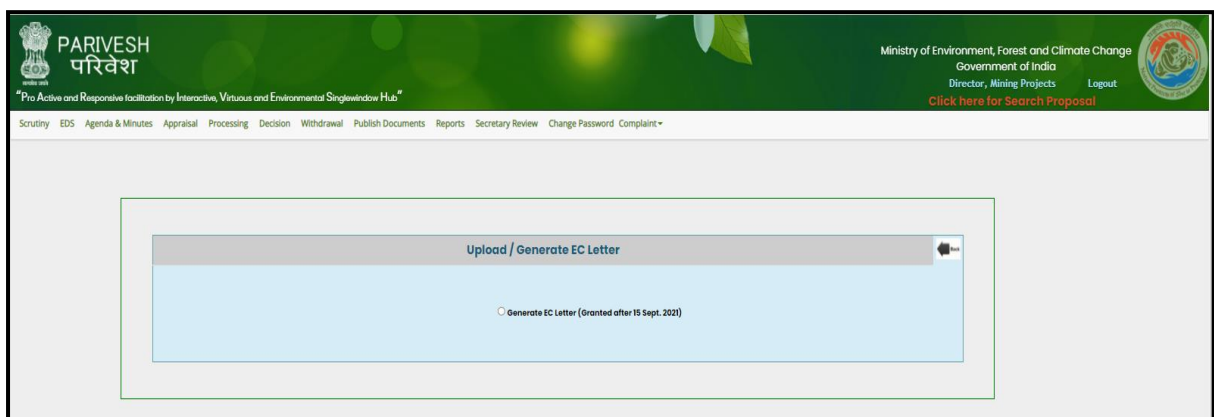 PARIVESH
परिवेश
सत्यमेव जयते
"Pro Active and Responsive facilitation by Interactive, Virtuous and Environmental Singlewindow Hub"
Ministry of Environment, Forest and Climate Change
Government of India
Director, Mining Projects Logout
Click here for Search Proposal
Scrutiny EDS Agenda & Minutes Appraisal Processing Decision Withdrawal Publish Documents Reports Secretary Review Change Password Complaint
Upload / Generate EC Letter
Back
Generate EC Letter (Granted after 15 Sept. 2021)